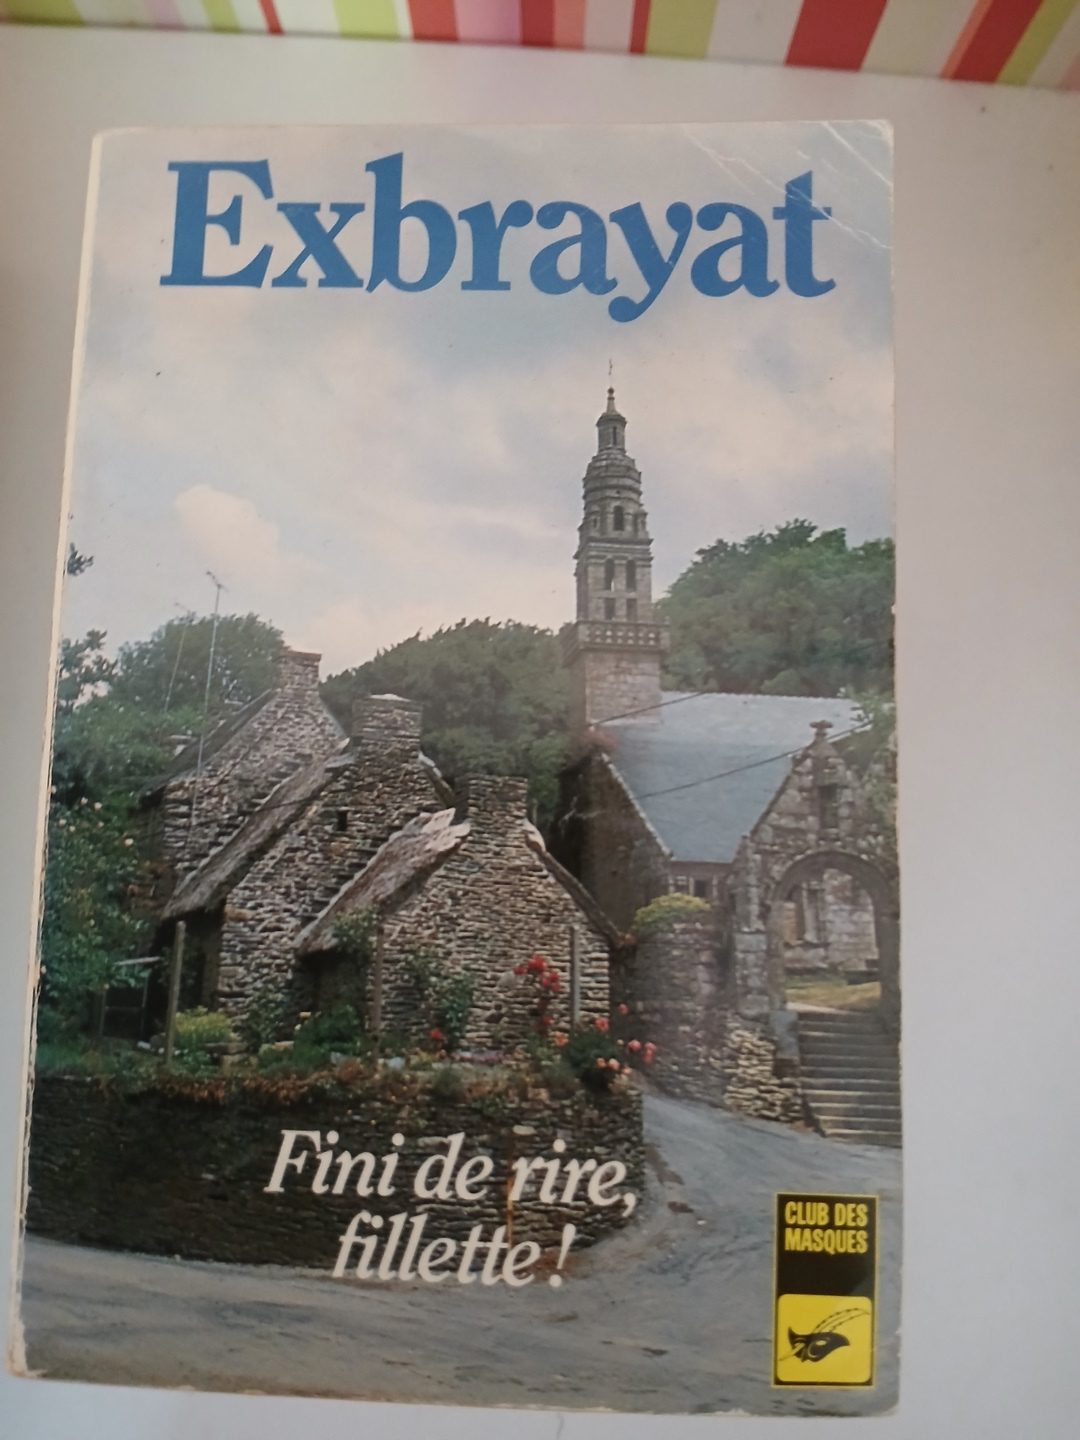 Exbrayat
Fini de rire,
fillette !
CLUB DES
MASQUES